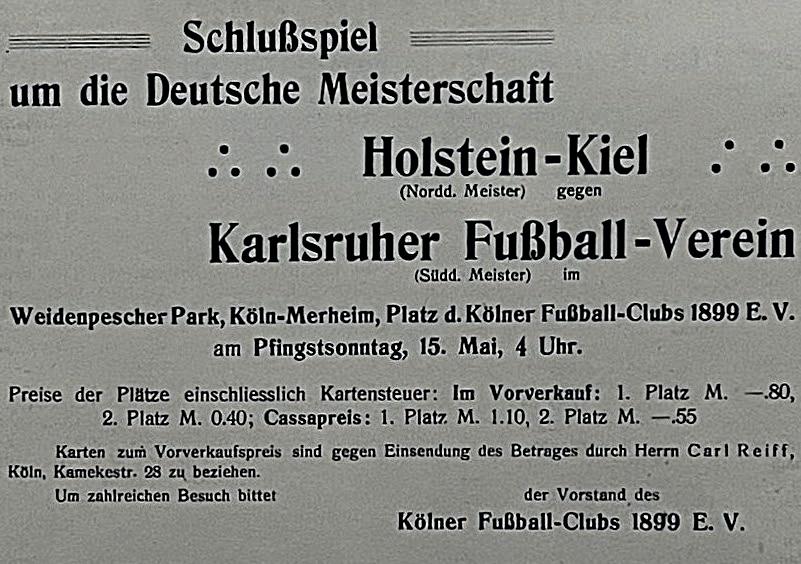 Schlußspiel
um die Deutsche Meisterschaft
Holstein-Kiel
(Nordd. Meister) gegen
Karlsruher Fußball-Verein
(Südd. Meister) im
Weidenpescher Park, Köln-Merheim, Platz d. Kölner Fußball-Clubs 1899 E. V.
am Pfingstsonntag, 15. Mai, 4 Uhr.
Preise der Plätze einschliesslich Kartensteuer: Im Vorverkauf: 1. Platz M. —.80,
2. Platz M. 0.40; Cassapreis: 1. Platz M. 1.10, 2. Platz M. —.55
Karten zum Vorverkaufspreis sind gegen Einsendung des Betrages durch Herrn Carl Reiff,
Köln, Kamekestr. 28 zu beziehen.
Um zahlreichen Besuch bittet der Vorstand des
Kölner Fußball-Clubs 1899 E. V.